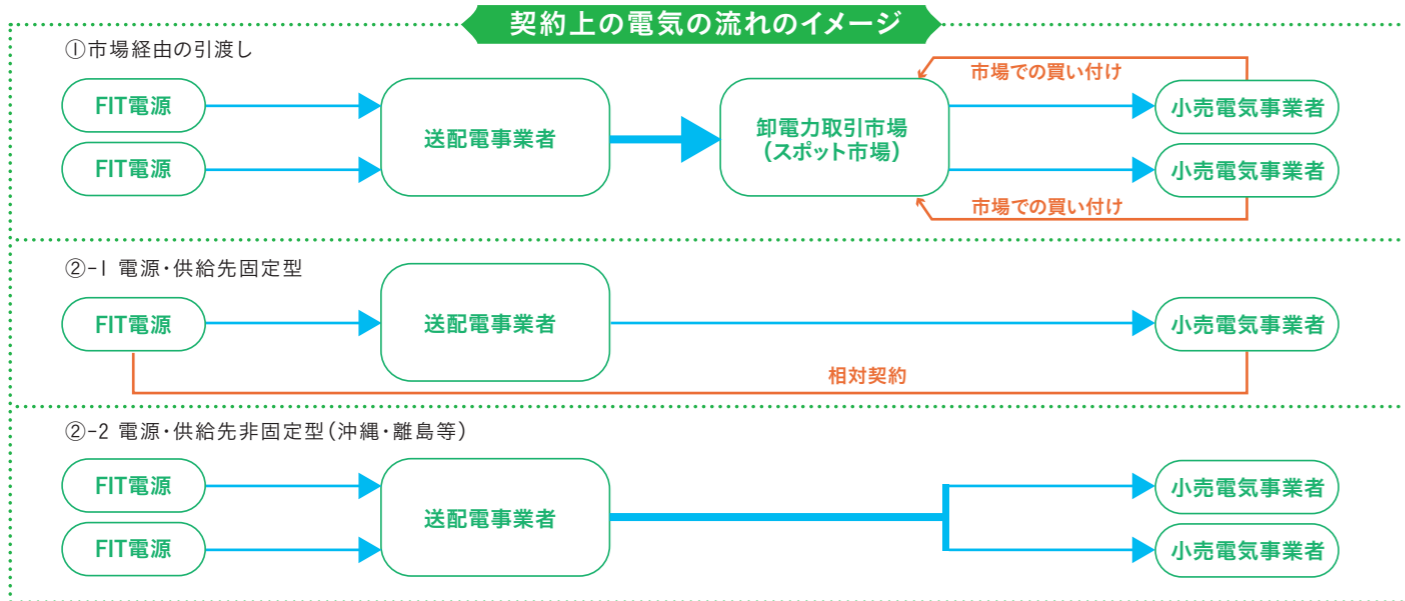 契約上の電気の流れのイメージ
①市場経由の引渡し
市場での買い付け
FIT電源
送配電事業者
卸電力取引市場
(スポット市場)
小売電気事業者
FIT電源
小売電気事業者
市場での買い付け
②-1 電源・供給先固定型
FIT電源
送配電事業者
小売電気事業者
相対契約
②-2 電源・供給先非固定型(沖縄・離島等)
FIT電源
送配電事業者
小売電気事業者
FIT電源
小売電気事業者